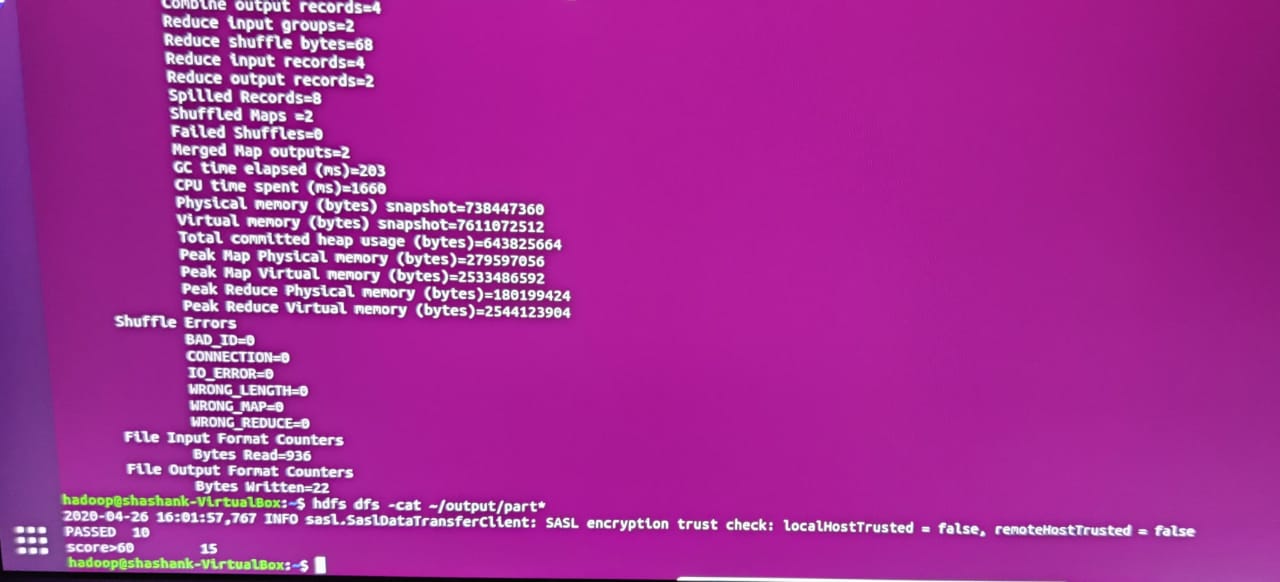 Combine output records=4
Reduce input groups=2
Reduce shuffle bytes=68
Reduce input records=4
Reduce output records=2
Spilled Records=8
Shuffled Maps =2
Failed Shuffles=0
Merged Map outputs=2
GC time elapsed (ms)=203
CPU time spent (ms)=1660
Physical memory (bytes) snapshot=738447360
Virtual memory (bytes) snapshot=7611072512
Total committed heap usage (bytes)=643825664
Peak Map Physical memory (bytes)=279597056
Peak Map Virtual memory (bytes)=2533486592
Peak Reduce Physical memory (bytes)=180199424
Peak Reduce Virtual memory (bytes)=2544123904
Shuffle Errors
BAD_ID=0
CONNECTION=0
IO_ERROR=0
WRONG_LENGTH=0
WRONG_MAP=0
WRONG_REDUCE=0
File Input Format Counters
Bytes Read=936
File Output Format Counters
Bytes Written=22
hadoop@shashank-VirtualBox:~$ hdfs dfs -cat ~/output/part*
2020-04-26 16:01:57,767 INFO sasl.SaslDataTransferClient: SASL encryption trust check: localHostTrusted = false, remoteHostTrusted = false
PASSED 10
score>60 15
hadoop@shashank-VirtualBox:~$